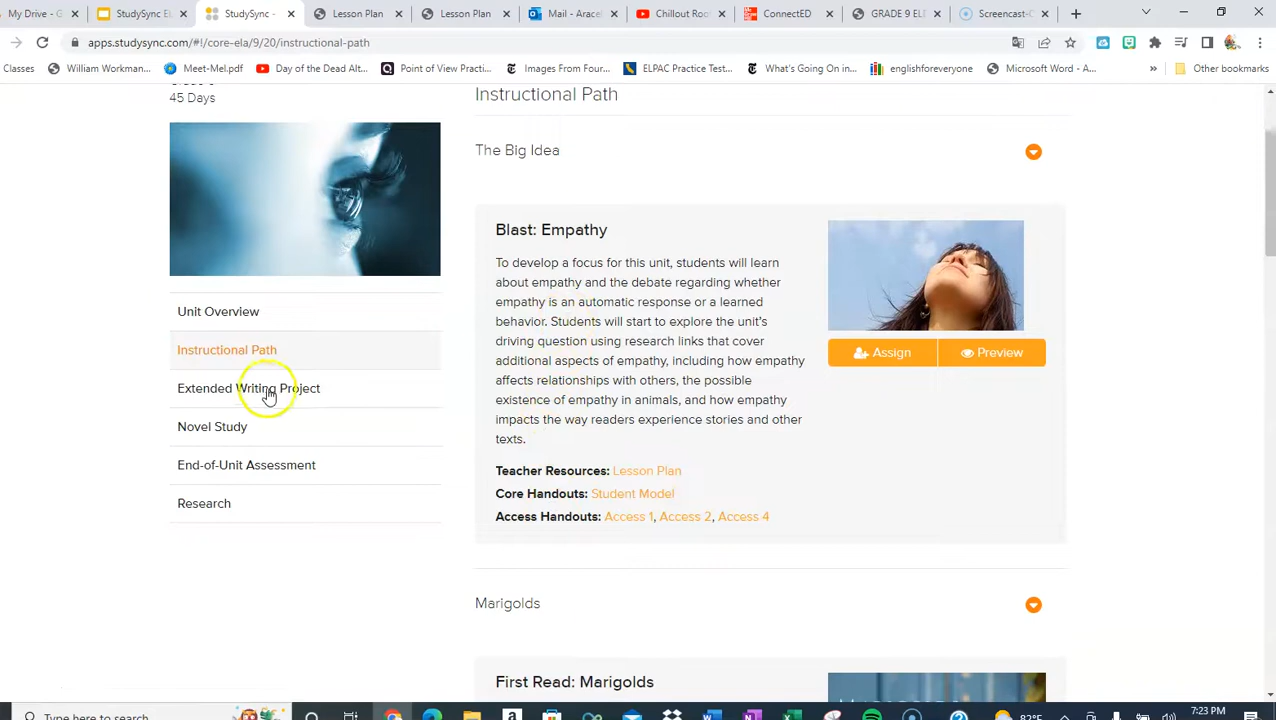 My Drive - G
StudySync El
StudySync -
Lesson Plan
Lesson Plan
Mail - Arace
Chillout Roo
ConnectED
GRADE 9 ELE
Screencast-O
apps.studysync.com/#!/core-ela/9/20/instructional-path
Classes
William Workman...
Meet-Mel.pdf
Day of the Dead Alt...
Point of View Practi...
Images From Four...
ELPAC Practice Test...
What's Going On in...
englishforeveryone
Microsoft Word - A...
Other bookmarks
45 Days
Instructional Path
The Big Idea
Unit Overview
Instructional Path
Extended Writing Project
Novel Study
End-of-Unit Assessment
Research
Blast: Empathy
To develop a focus for this unit, students will learn
about empathy and the debate regarding whether
empathy is an automatic response or a learned
behavior. Students will start to explore the unit's
driving question using research links that cover
additional aspects of empathy, including how empathy
affects relationships with others, the possible
existence of empathy in animals, and how empathy
impacts the way readers experience stories and other
texts.
Assign
Preview
Teacher Resources: Lesson Plan
Core Handouts: Student Model
Access Handouts: Access 1, Access 2, Access 4
Marigolds
First Read: Marigolds
Type here to search
82°F
7:23 PM